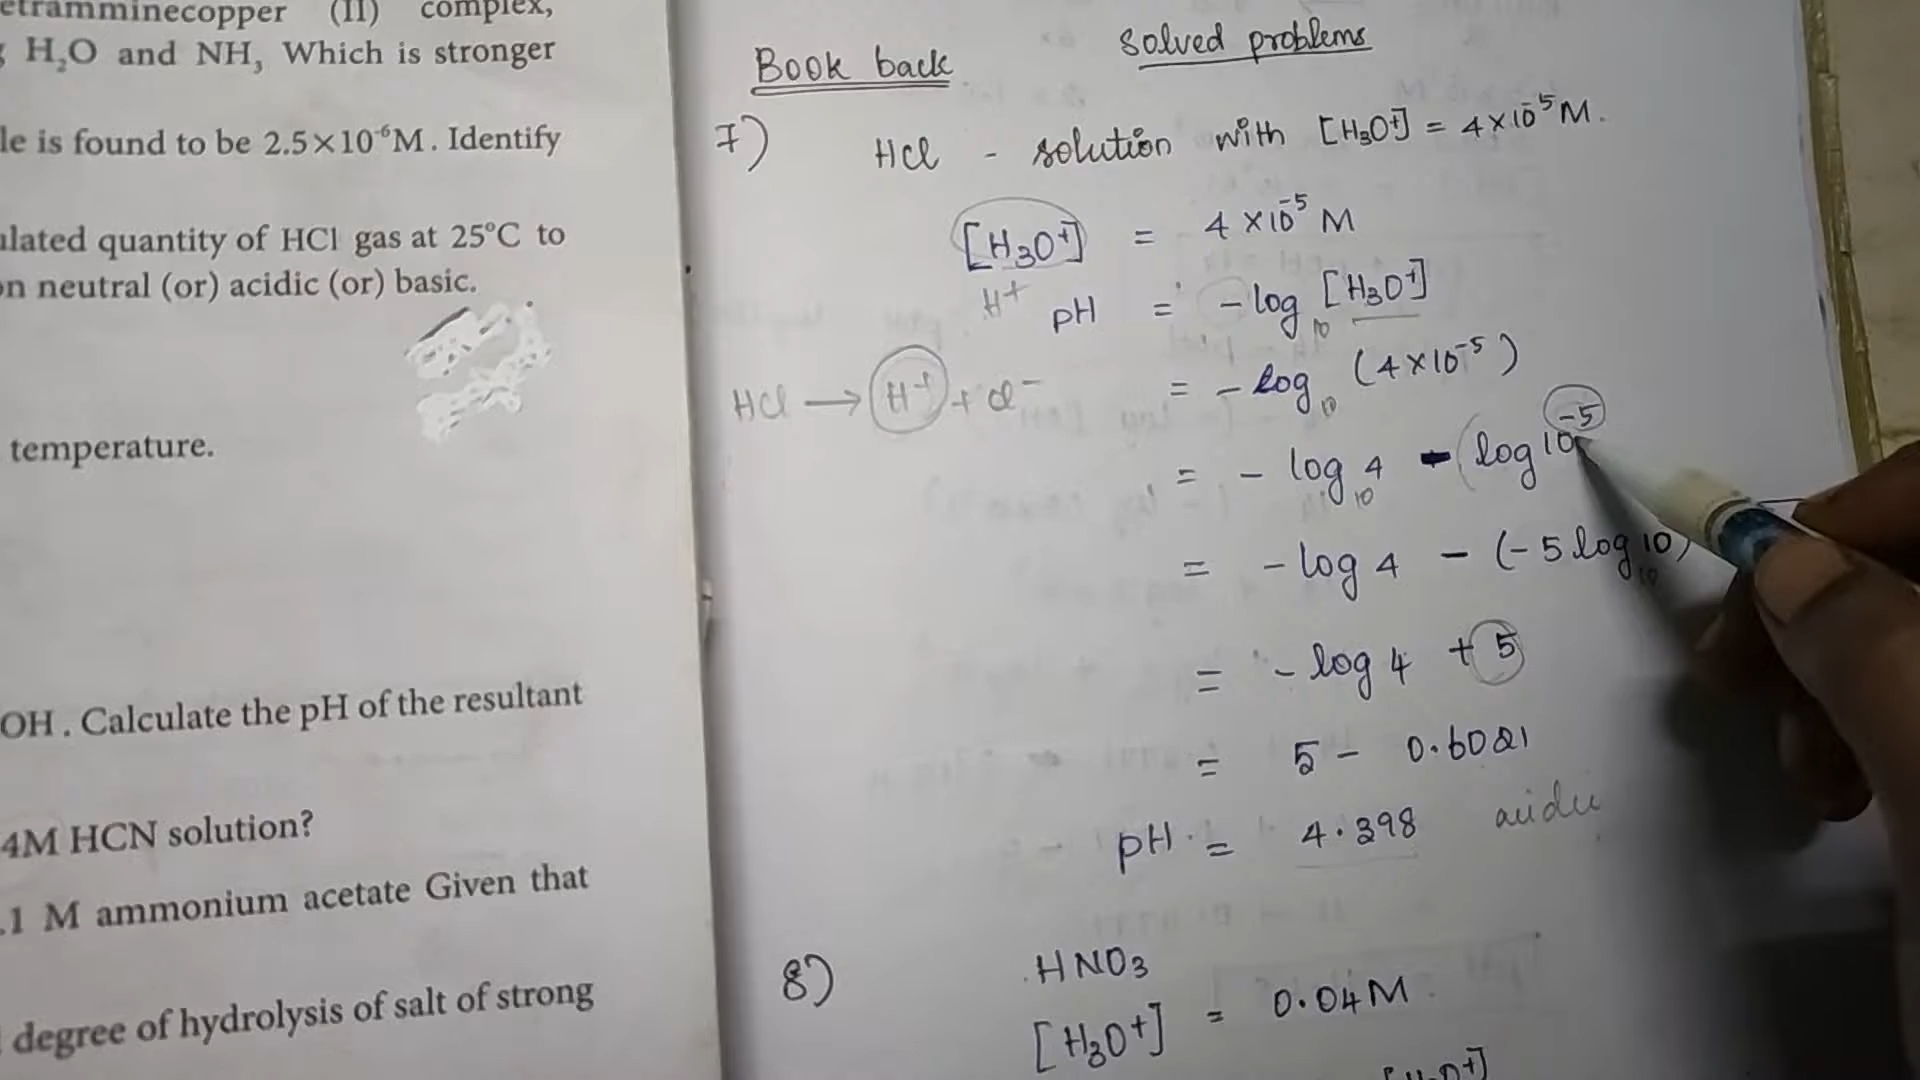 etramminecopper (II) complex,
H₂O and NH₃ Which is stronger
le is found to be 2.5×10⁻⁶M. Identify
ulated quantity of HCl gas at 25°C to
on neutral (or) acidic (or) basic.
temperature.
OH. Calculate the pH of the resultant
4M HCN solution?
.1 M ammonium acetate Given that
degree of hydrolysis of salt of strong
Book back
Solved problems
7) HCl - solution with [H₃O⁺] = 4×10⁻⁵M.
[H₃O⁺] = 4×10⁻⁵ M
H⁺
pH = -log₁₀ [H₃O⁺]
HCl → H⁺ + Cl⁻
= -log₁₀ (4×10⁻⁵)
= - log₁₀ 4 - (log 10⁻⁵
= - log 4 - (-5 log₁₀ 10)
= - log 4 + 5
= 5 - 0.6021
pH = 4.398 acidic
8) HNO₃
[H₃O⁺] = 0.04M.
[H₃O⁺]